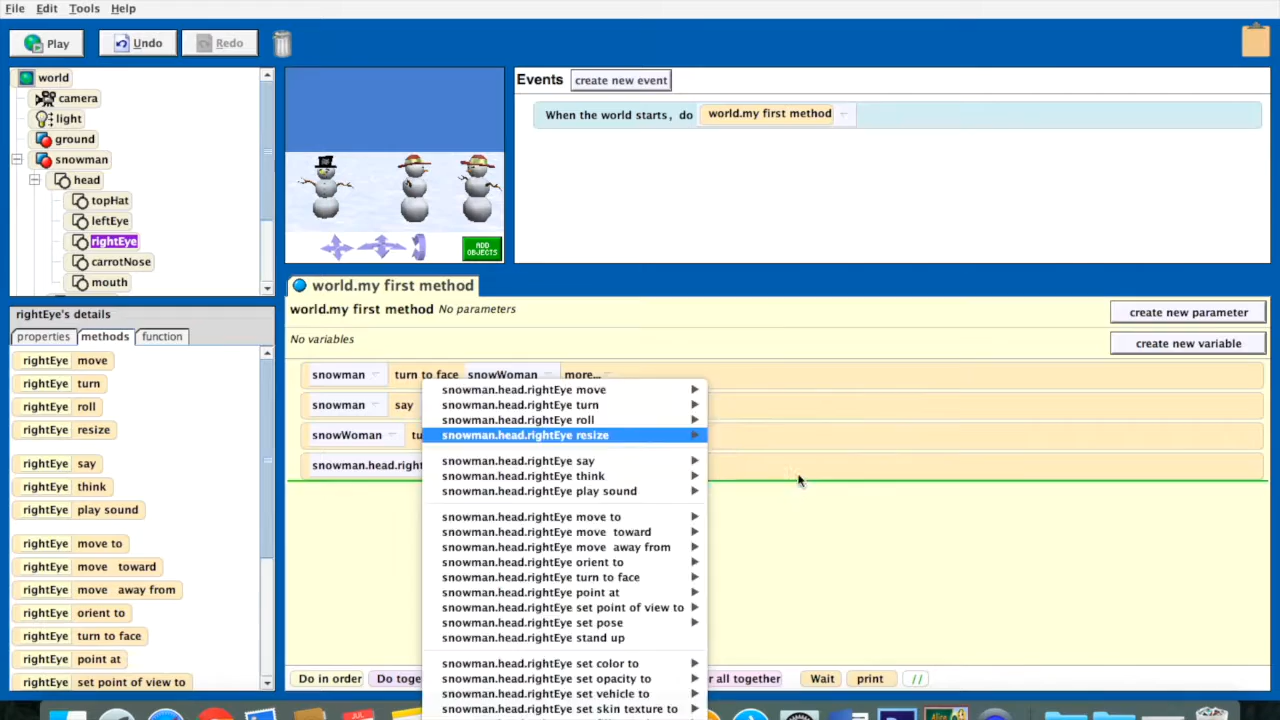 File Edit Tools Help
Play Undo Redo
world
camera
light
ground
snowman
head
topHat
leftEye
rightEye
carrotNose
mouth
ADD OBJECTS
Events create new event
When the world starts, do world.my first method
rightEye's details
properties methods function
rightEye move
rightEye turn
rightEye roll
rightEye resize
rightEye say
rightEye think
rightEye play sound
rightEye move to
rightEye move toward
rightEye move away from
rightEye orient to
rightEye turn to face
rightEye point at
rightEye set point of view to
world.my first method
world.my first method No parameters
create new parameter
No variables
create new variable
snowman turn to face snowWoman more...
snowman say
snowWoman tu
snowman.head.right
snowman.head.rightEye move
snowman.head.rightEye turn
snowman.head.rightEye roll
snowman.head.rightEye resize
snowman.head.rightEye say
snowman.head.rightEye think
snowman.head.rightEye play sound
snowman.head.rightEye move to
snowman.head.rightEye move toward
snowman.head.rightEye move away from
snowman.head.rightEye orient to
snowman.head.rightEye turn to face
snowman.head.rightEye point at
snowman.head.rightEye set point of view to
snowman.head.rightEye set pose
snowman.head.rightEye stand up
snowman.head.rightEye set color to
snowman.head.rightEye set opacity to
snowman.head.rightEye set vehicle to
snowman.head.rightEye set skin texture to
Do in order Do toge r all together Wait print //
JUL